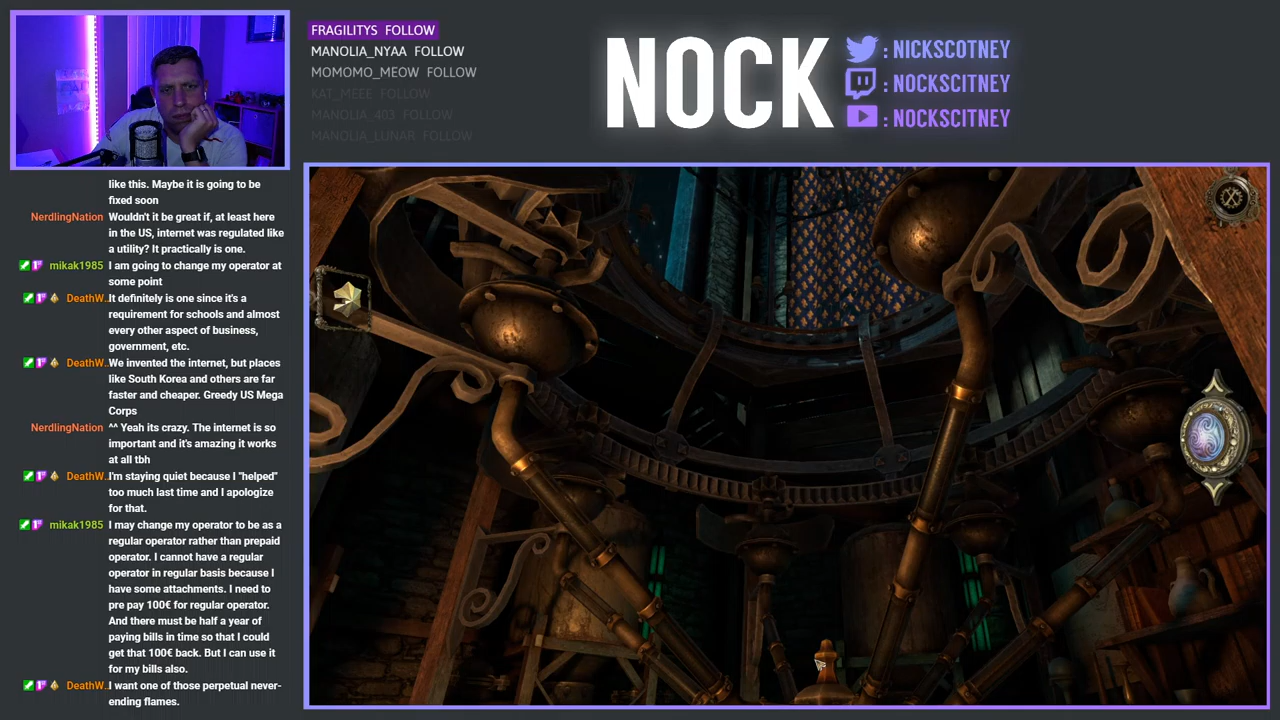 FRAGILITYS FOLLOW
MANOLIA_NYAA FOLLOW
MOMOMO_MEOW FOLLOW
KAT_MEEE FOLLOW
MANOLIA_403 FOLLOW
MANOLIA_LUNAR FOLLOW
NOCK
: NICKSCOTNEY
: NOCKSCITNEY
: NOCKSCITNEY
like this. Maybe it is going to be
fixed soon
NerdlingNation Wouldn't it be great if, at least here
in the US, internet was regulated like
a utility? It practically is one.
mikak1985 I am going to change my operator at
some point
DeathW.. It definitely is one since it's a
requirement for schools and almost
every other aspect of business,
government, etc.
DeathW.. We invented the internet, but places
like South Korea and others are far
faster and cheaper. Greedy US Mega
Corps
NerdlingNation ^^ Yeah its crazy. The internet is so
important and it's amazing it works
at all tbh
DeathW.. I'm staying quiet because I "helped"
too much last time and I apologize
for that.
mikak1985 I may change my operator to be as a
regular operator rather than prepaid
operator. I cannot have a regular
operator in regular basis because I
have some attachments. I need to
pre pay 100€ for regular operator.
And there must be half a year of
paying bills in time so that I could
get that 100€ back. But I can use it
for my bills also.
DeathW.. I want one of those perpetual never-
ending flames.